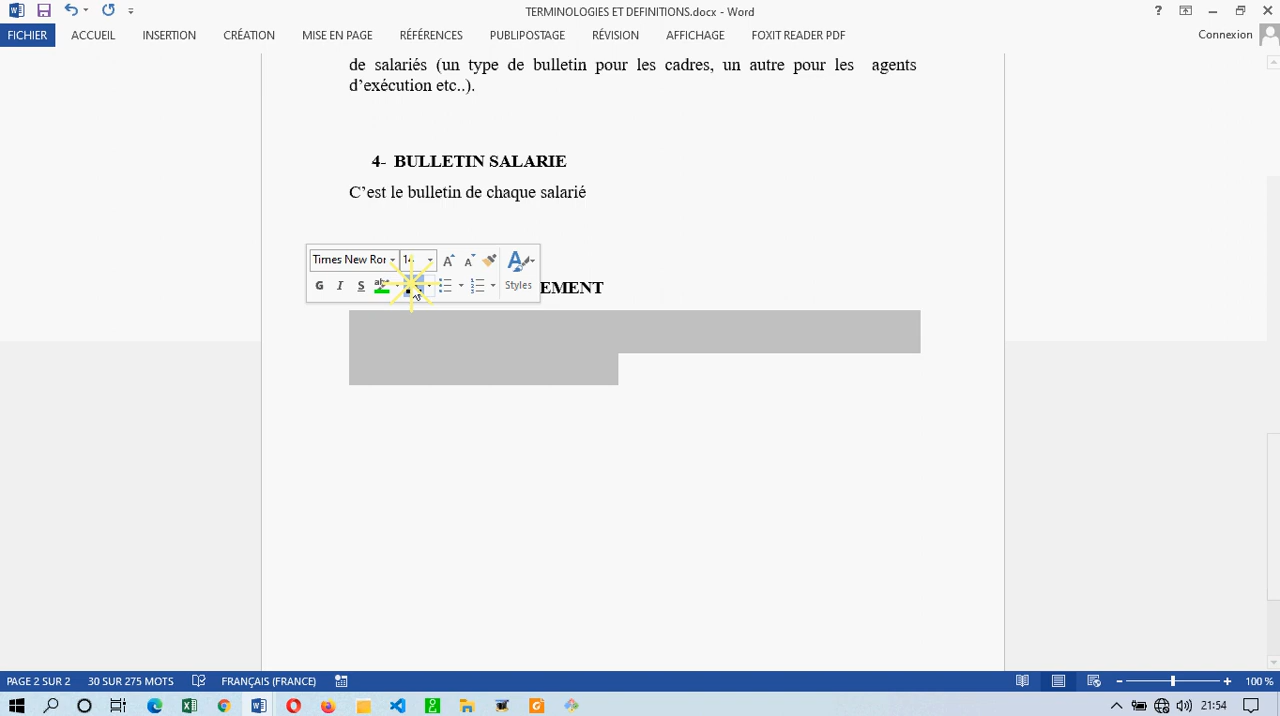 TERMINOLOGIES ET DEFINITIONS.docx - Word
?
FICHIER ACCUEIL INSERTION CRÉATION MISE EN PAGE RÉFÉRENCES PUBLIPOSTAGE RÉVISION AFFICHAGE FOXIT READER PDF Connexion
de salariés (un type de bulletin pour les cadres, un autre pour les agents
d’exécution etc..).
4- BULLETIN SALARIE
C’est le bulletin de chaque salarié
Times New Ror
G I S Styles
EMENT
PAGE 2 SUR 2 30 SUR 275 MOTS FRANÇAIS (FRANCE) 100 %
21:54